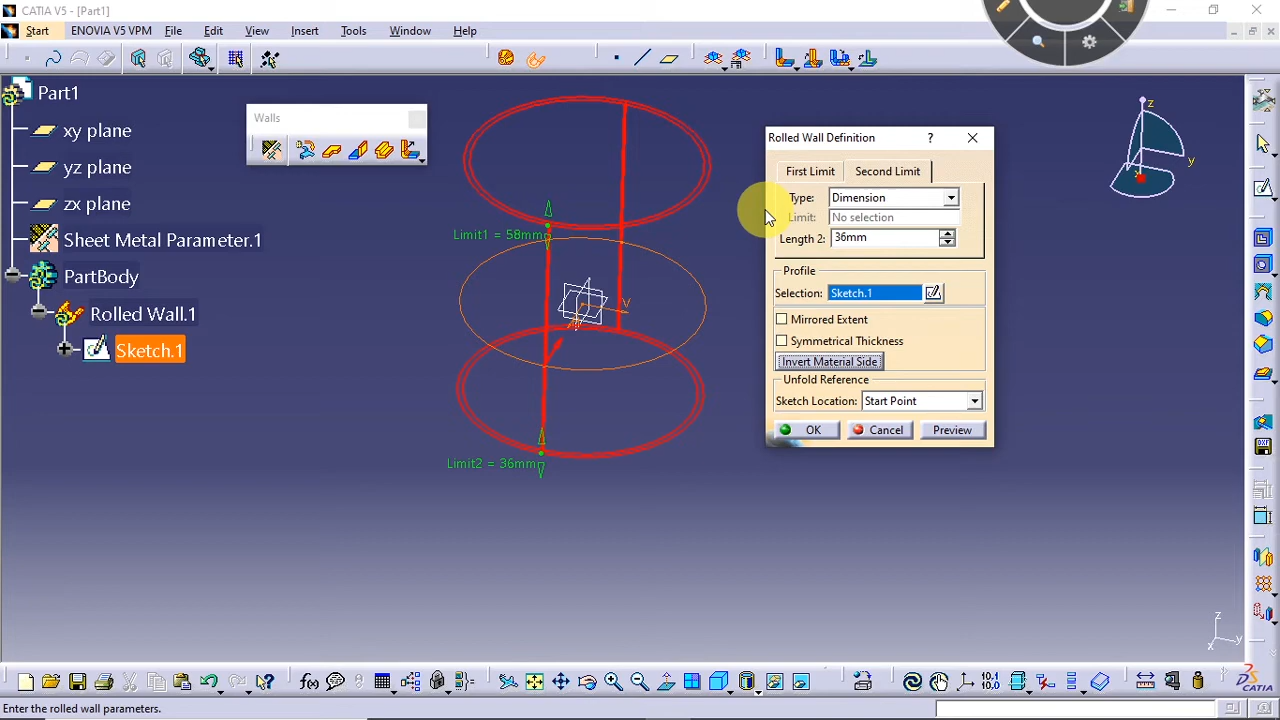 CATIA V5 - [Part1]
Start ENOVIA V5 VPM File Edit Insert Tools Window Help
Part1
xy plane
yz plane
zx plane
Sheet Metal Parameter.1
PartBody
Rolled Wall.1
Sketch.1
Walls
Limit1 = 58mm
Limit2 = 36mm
V
Rolled Wall Definition ?
First Limit Second Limit
Type: Dimension
Limit: No selection
Length 2: 36mm
Profile
Selection: Sketch.1
Mirrored Extent
Symmetrical Thickness
Invert Material Side
Unfold Reference
Sketch Location: Start Point
OK Cancel Preview
z
y
z
y
x
f(x)
10.1
CATIA
Enter the rolled wall parameters.